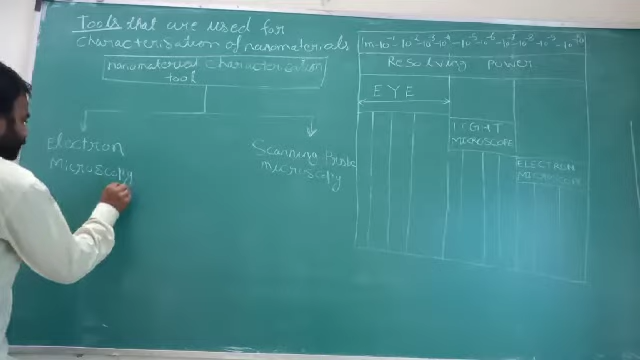 Tools that are used for
characterisation of nanomaterials
nanomaterial characterization
tool
Electron
Microscopy
Scanning Probe
microscopy
Resolving power
EYE
LIGHT
MICROSCOPE
ELECTRON
MICROSCOPE